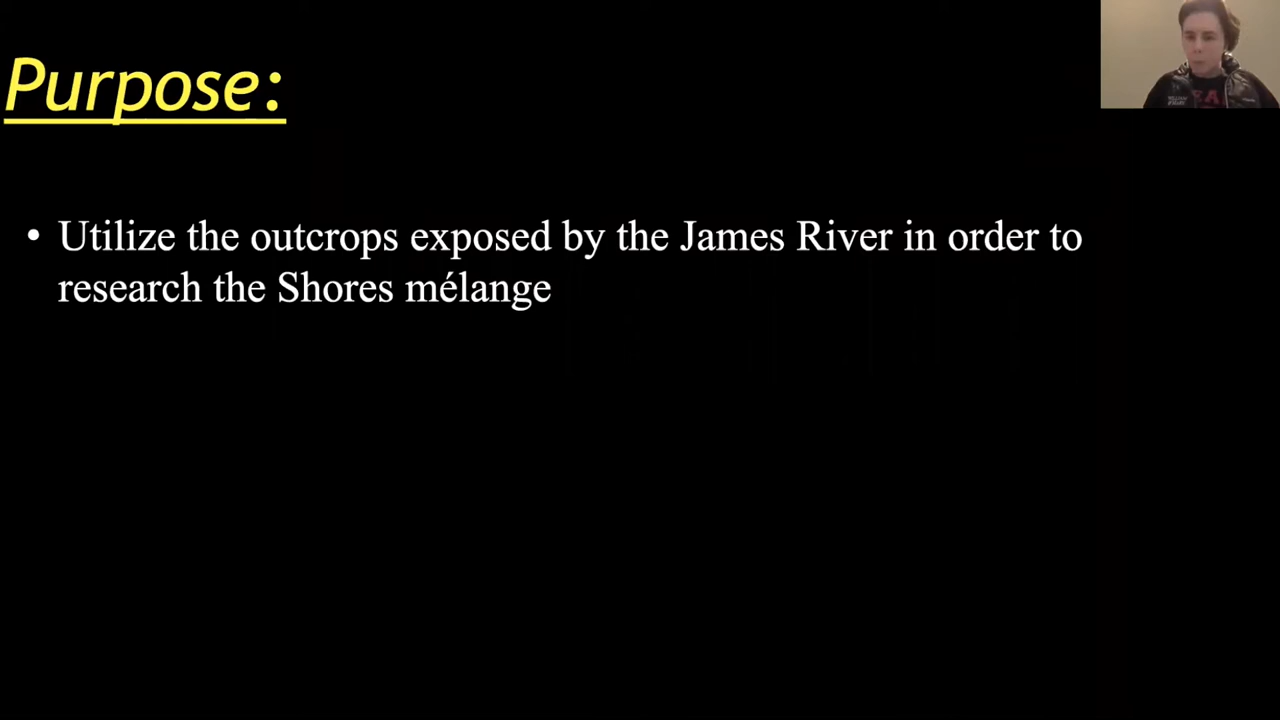 Purpose:
• Utilize the outcrops exposed by the James River in order to
research the Shores mélange